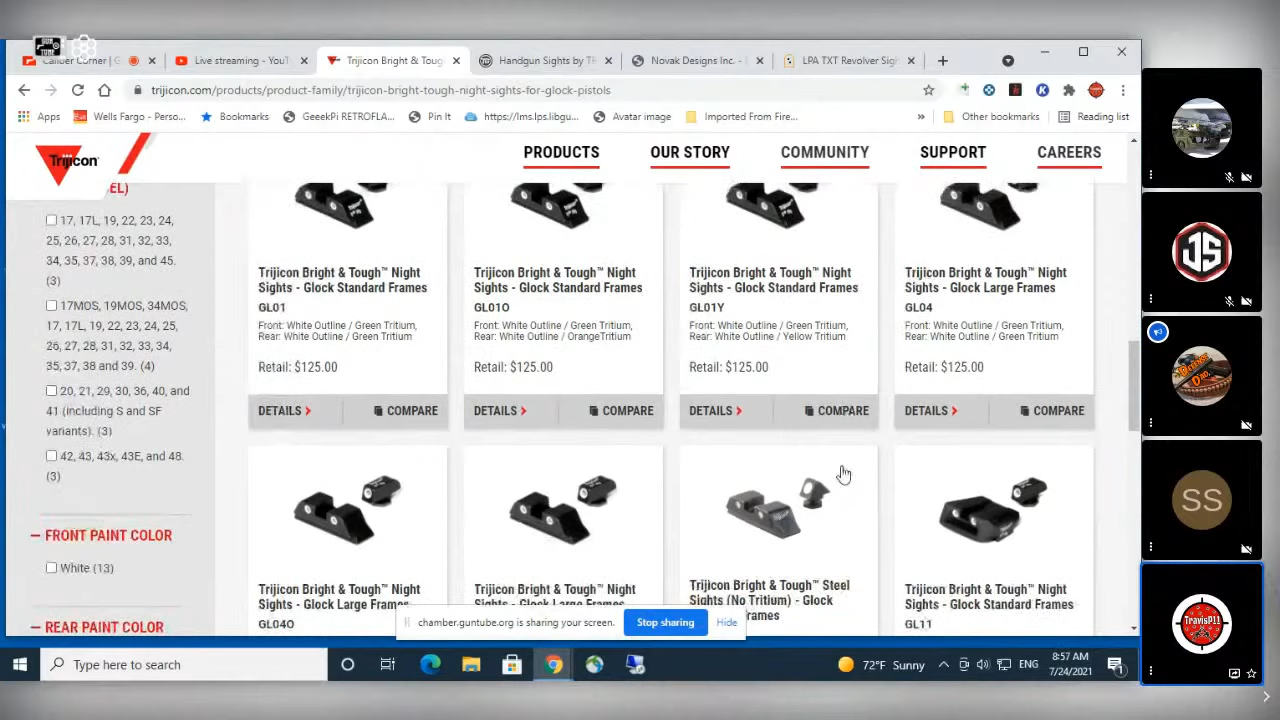 GUN
TUBE
Caliber Corner | G
Live streaming - YouT
Trijicon Bright & Toug
Handgun Sights by TR
Novak Designs Inc. -
LPA TXT Revolver Sig
trijicon.com/products/product-family/trijicon-bright-tough-night-sights-for-glock-pistols
Apps
Wells Fargo - Perso...
Bookmarks
GeeekPi RETROFLA...
Pin It
https://lms.lps.libgu...
Avatar image
Imported From Fire...
»
Other bookmarks
Reading list
Trijicon
PRODUCTS
OUR STORY
COMMUNITY
SUPPORT
CAREERS
EL)
17, 17L, 19, 22, 23, 24,
25, 26, 27, 28, 31, 32, 33,
34, 35, 37, 38, 39, and 45.
(3)
17MOS, 19MOS, 34MOS,
17, 17L, 19, 22, 23, 24, 25,
26, 27, 28, 31, 32, 33, 34,
35, 37, 38 and 39. (4)
20, 21, 29, 30, 36, 40, and
41 (including S and SF
variants). (3)
42, 43, 43x, 43E, and 48.
(3)
FRONT PAINT COLOR
White (13)
REAR PAINT COLOR
Trijicon Bright & Tough™ Night
Sights - Glock Standard Frames
GL01
Front: White Outline / Green Tritium,
Rear: White Outline / Green Tritium
Retail: $125.00
DETAILS
COMPARE
Trijicon Bright & Tough™ Night
Sights - Glock Standard Frames
GL01O
Front: White Outline / Green Tritium,
Rear: White Outline / OrangeTritium
Retail: $125.00
DETAILS
COMPARE
Trijicon Bright & Tough™ Night
Sights - Glock Standard Frames
GL01Y
Front: White Outline / Green Tritium,
Rear: White Outline / Yellow Tritium
Retail: $125.00
DETAILS
COMPARE
Trijicon Bright & Tough™ Night
Sights - Glock Large Frames
GL04
Front: White Outline / Green Tritium,
Rear: White Outline / Green Tritium
Retail: $125.00
DETAILS
COMPARE
Trijicon Bright & Tough™ Night
Sights - Glock Large Frames
GL04O
Trijicon Bright & Tough™ Night
Sights - Glock Large Frames
Trijicon Bright & Tough™ Steel
Sights (No Tritium) - Glock
Frames
Trijicon Bright & Tough™ Night
Sights - Glock Standard Frames
GL11
chamber.guntube.org is sharing your screen.
Stop sharing
Hide
Type here to search
72°F Sunny
ENG
8:57 AM
7/24/2021
1
JS
SS
TravisP11